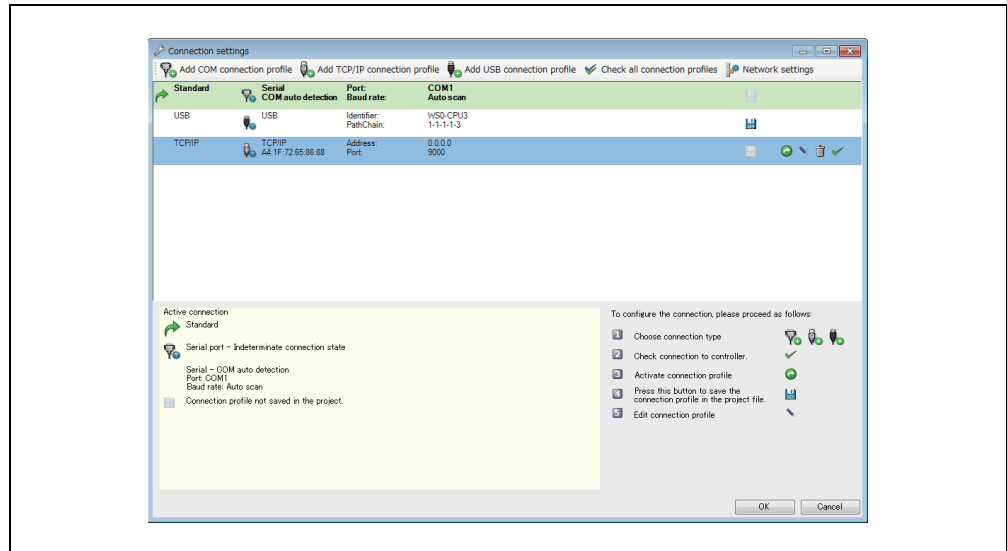 Connection settings
Add COM connection profile Add TCP/IP connection profile Add USB connection profile Check all connection profiles Network settings
Standard Serial Port: COM1
COM auto detection Baud rate: Auto scan
USB USB Identifier: WS0-CPU3
PathChain: 1-1-1-1-3
TCP/IP TCP/IP Address: 0.0.0.0
A4:1F:72:65:86:88 Port: 9000
Active connection
Standard
Serial port - Indeterminate connection state
Serial - COM auto detection
Port: COM1
Baud rate: Auto scan
Connection profile not saved in the project.
To configure the connection, please proceed as follows:
1 Choose connection type
2 Check connection to controller.
3 Activate connection profile
4 Press this button to save the
connection profile in the project file.
5 Edit connection profile
OK Cancel